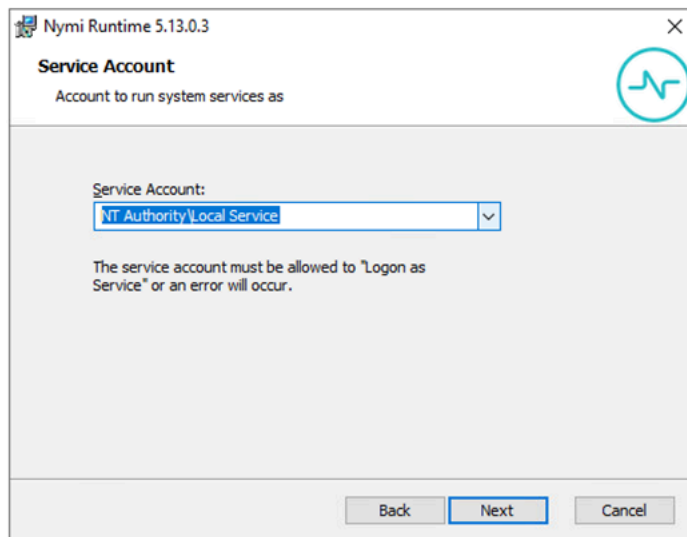 Nymi Runtime 5.13.0.3
Service Account
Account to run system services as
Service Account:
NT Authority\Local Service
The service account must be allowed to "Logon as
Service" or an error will occur.
Back
Next
Cancel